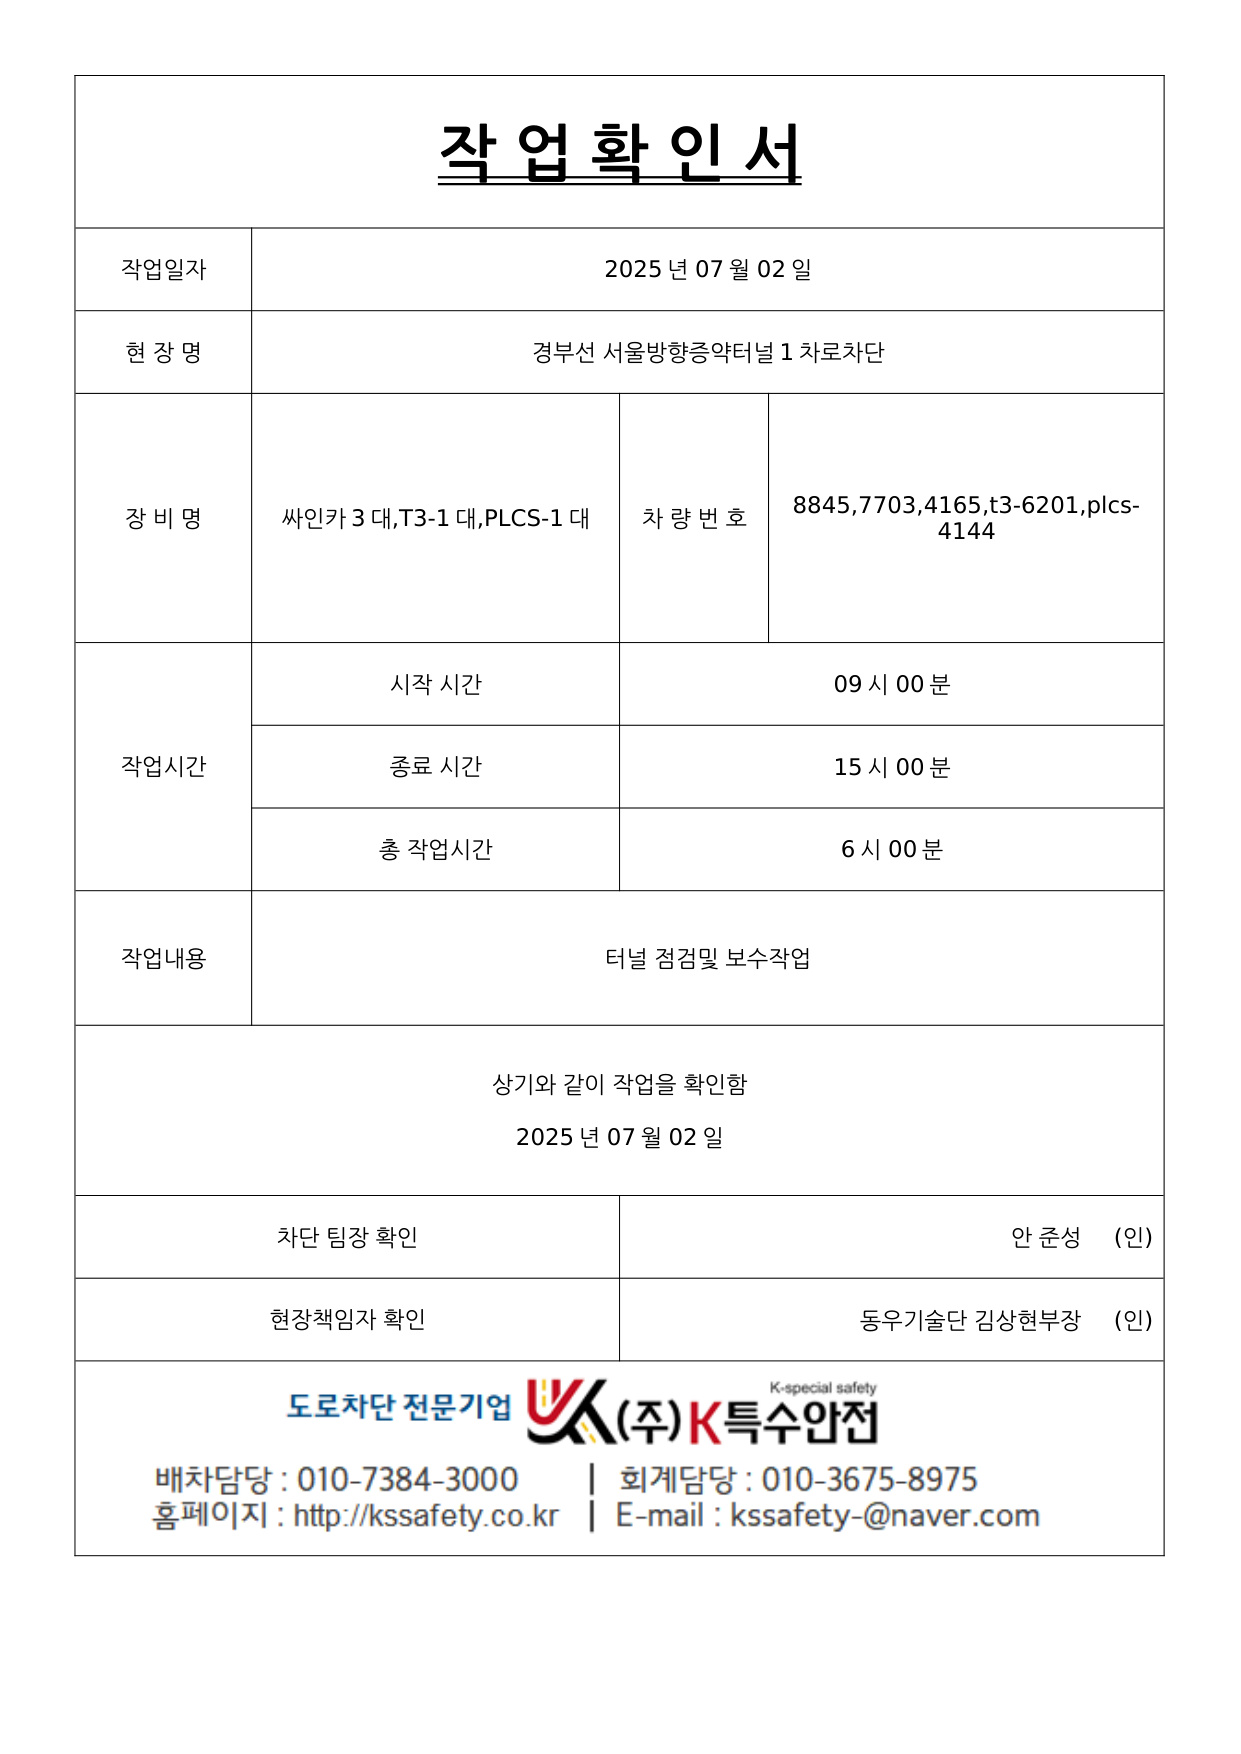 작 업 확 인 서
작업일자
2025 년 07 월 02 일
현 장 명
경부선 서울방향증약터널 1 차로차단
장 비 명
싸인카 3 대,T3-1 대,PLCS-1 대
차 량 번 호
8845,7703,4165,t3-6201,plcs-
4144
작업시간
시작 시간
09 시 00 분
종료 시간
15 시 00 분
총 작업시간
6 시 00 분
작업내용
터널 점검및 보수작업
상기와 같이 작업을 확인함
2025 년 07 월 02 일
차단 팀장 확인
안 준성 (인)
현장책임자 확인
동우기술단 김상현부장 (인)
K-special safety
도로차단 전문기업 (주)K특수안전
배차담당 : 010-7384-3000 | 회계담당 : 010-3675-8975
홈페이지 : http://kssafety.co.kr | E-mail : kssafety-@naver.com